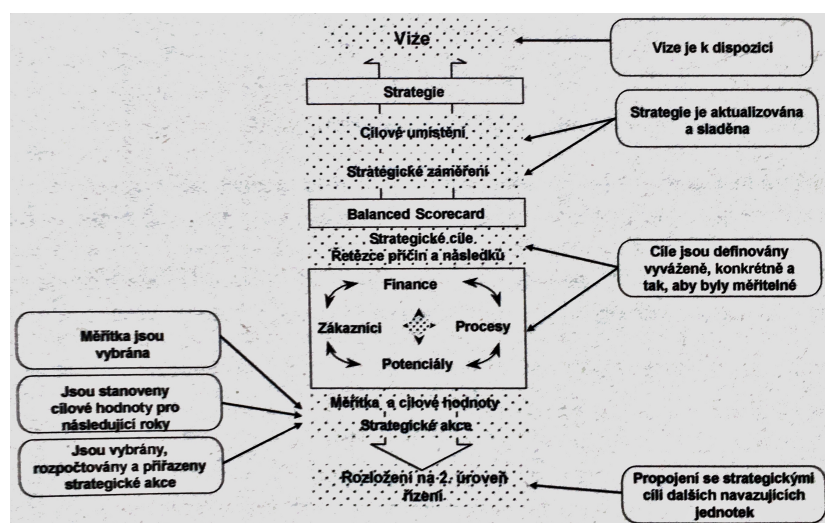 Vize
Vize je k dispozici
Strategie
Strategie je aktualizována
a sladěna
Cílové umístění
Strategické záměření
Balanced Scorecard
Strategické cíle
Řetězce příčin a následků
Cíle jsou definovány
vyváženě, konkrétně a
tak, aby byly měřitelné
Finance
Zákazníci
Procesy
Potenciály
Měřítka jsou
vybrána
Jsou stanoveny
cílové hodnoty pro
následující roky
Jsou vybrány,
rozpočtovány a přiřazeny
strategické akce
Měřítka a cílové hodnoty
Strategické akce
Rozložení na 2. úroveň
řízení
Propojení se strategickými
cíli dalších navazujících
jednotek